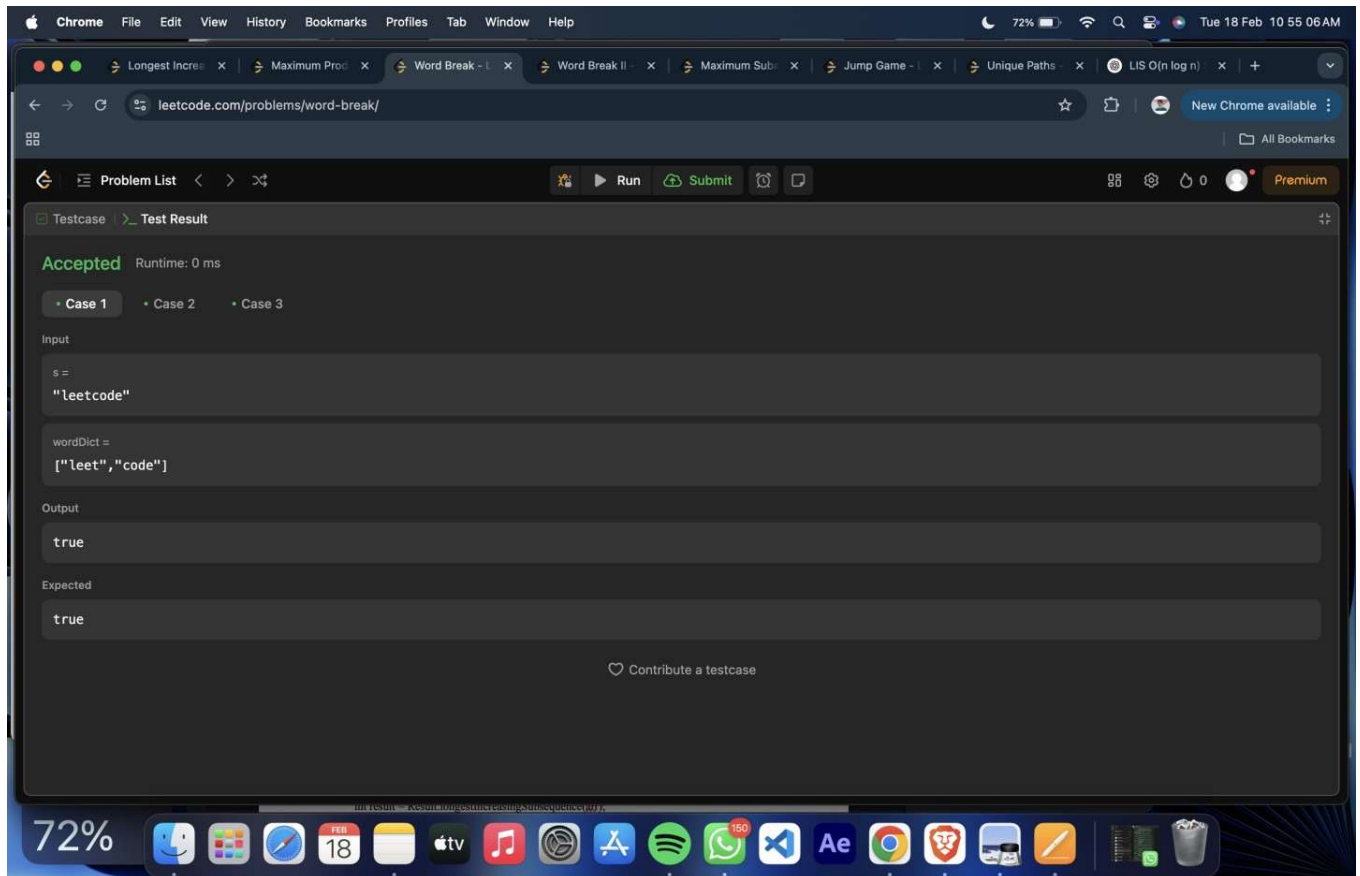 Chrome File Edit View History Bookmarks Profiles Tab Window Help 72% Tue 18 Feb 10 55 06 AM
Longest Increa Maximum Prod Word Break - L Word Break II - Maximum Sub Jump Game - Unique Paths - LIS O(n log n)
leetcode.com/problems/word-break/ New Chrome available
All Bookmarks
Problem List Run Submit 0 Premium
Testcase Test Result
Accepted Runtime: 0 ms
Case 1 Case 2 Case 3
Input
s =
"leetcode"
wordDict =
["leet","code"]
Output
true
Expected
true
Contribute a testcase
72% FEB 18 tv 150 Ae